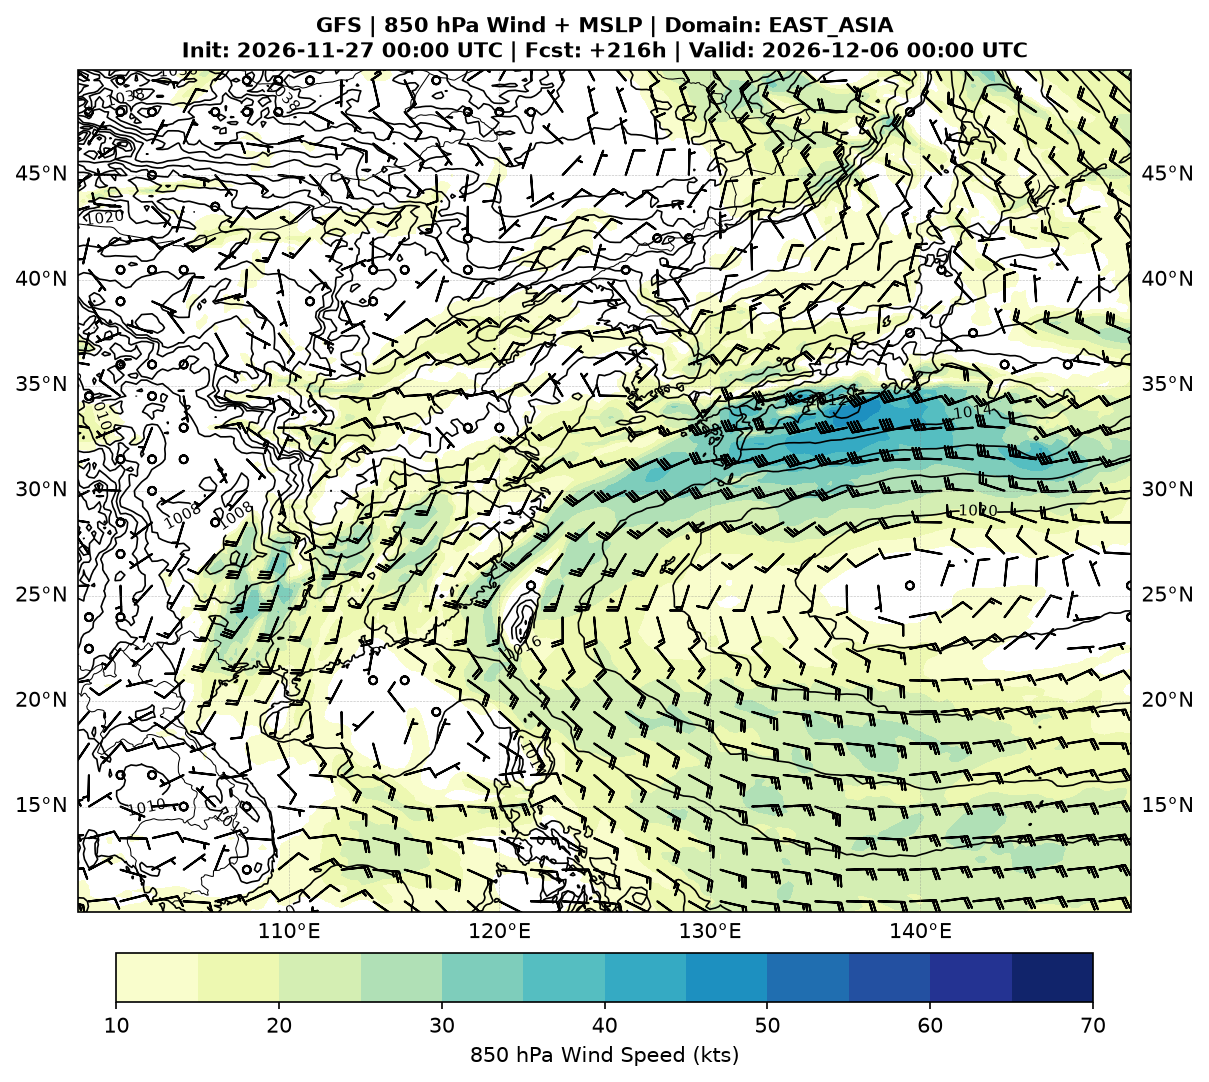 GFS | 850 hPa Wind + MSLP | Domain: EAST_ASIA
Init: 2026-11-27 00:00 UTC | Fcst: +216h | Valid: 2026-12-06 00:00 UTC
1038
45°N 45°N
1020
40°N 40°N
35°N 35°N
1012
1014
30°N 30°N
1008 1008
1020
25°N 25°N
1016
20°N 20°N
1010
15°N 15°N
110°E 120°E 130°E 140°E
10 20 30 40 50 60 70
850 hPa Wind Speed (kts)